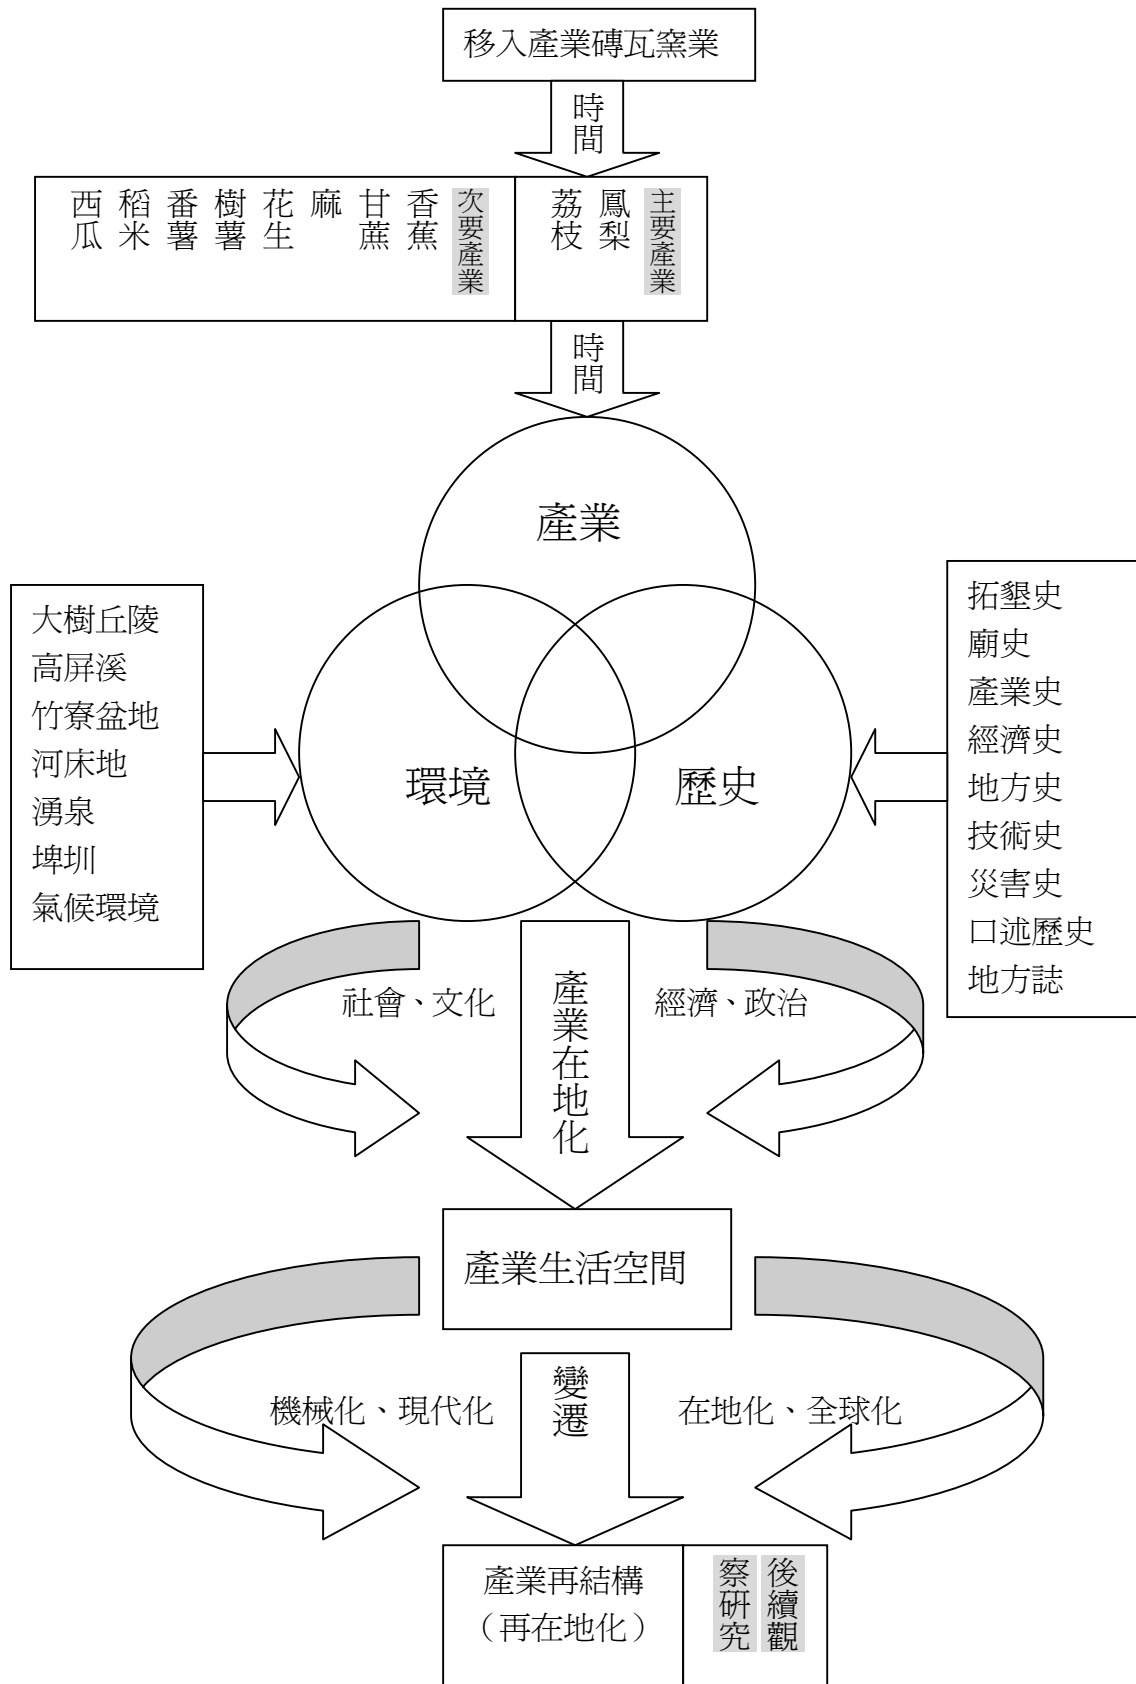 移入產業磚瓦窯業
時間
主要產業
鳳梨
荔枝
次要產業
香蕉
甘蔗
麻
花生
樹薯
番薯
稻米
西瓜
時間
產業
環境
歷史
大樹丘陵
高屏溪
竹寮盆地
河床地
湧泉
埤圳
氣候環境
拓墾史
廟史
產業史
經濟史
地方史
技術史
災害史
口述歷史
地方誌
社會、文化
產業在地化
經濟、政治
產業生活空間
機械化、現代化
變遷
在地化、全球化
產業再結構
（再在地化）
後續觀
察研究